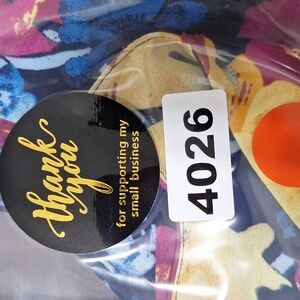 thank
you
for supporting my
small business
4026